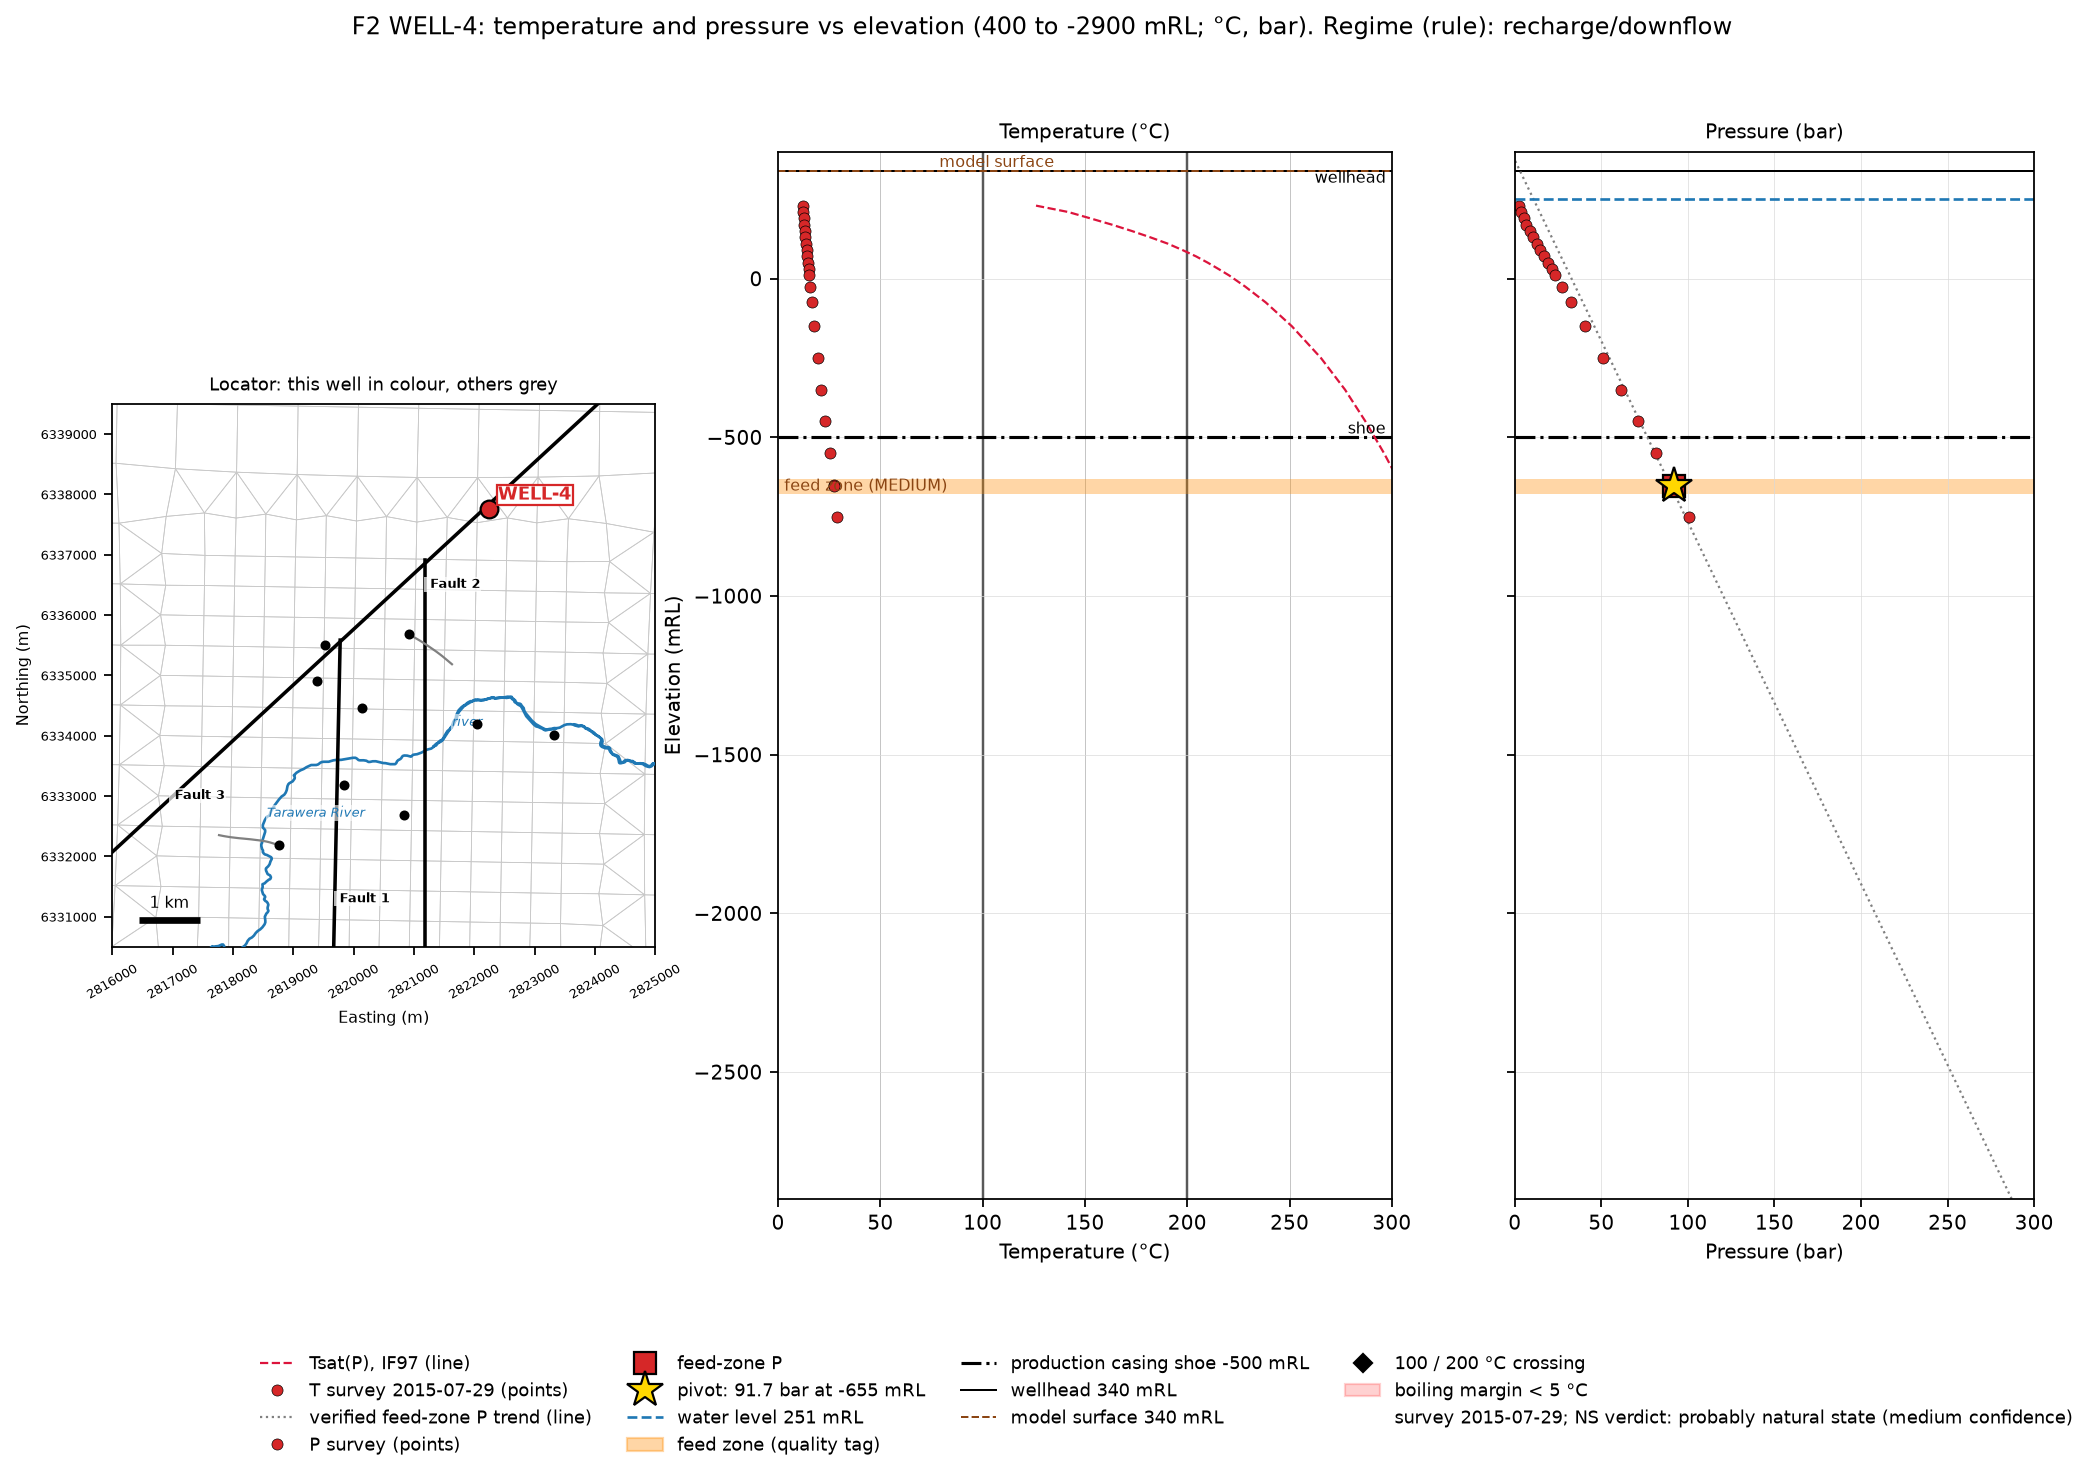 F2 WELL-4: temperature and pressure vs elevation (400 to -2900 mRL; °C, bar). Regime (rule): recharge/downflow
Locator: this well in colour, others grey
Northing (m)
6339000
6338000
6337000
6336000
6335000
6334000
6333000
6332000
6331000
WELL-4
Fault 2
river
Fault 3
Tarawera River
Fault 1
1 km
2816000
2817000
2818000
2819000
2820000
2821000
2822000
2823000
2824000
2825000
Easting (m)
Temperature (°C)
Elevation (mRL)
0
−500
−1000
−1500
−2000
−2500
model surface
wellhead
shoe
feed zone (MEDIUM)
0 50 100 150 200 250 300
Temperature (°C)
Pressure (bar)
0 50 100 150 200 250 300
Pressure (bar)
Tsat(P), IF97 (line)
T survey 2015-07-29 (points)
verified feed-zone P trend (line)
P survey (points)
feed-zone P
pivot: 91.7 bar at -655 mRL
water level 251 mRL
feed zone (quality tag)
production casing shoe -500 mRL
wellhead 340 mRL
model surface 340 mRL
100 / 200 °C crossing
boiling margin < 5 °C
survey 2015-07-29; NS verdict: probably natural state (medium confidence)